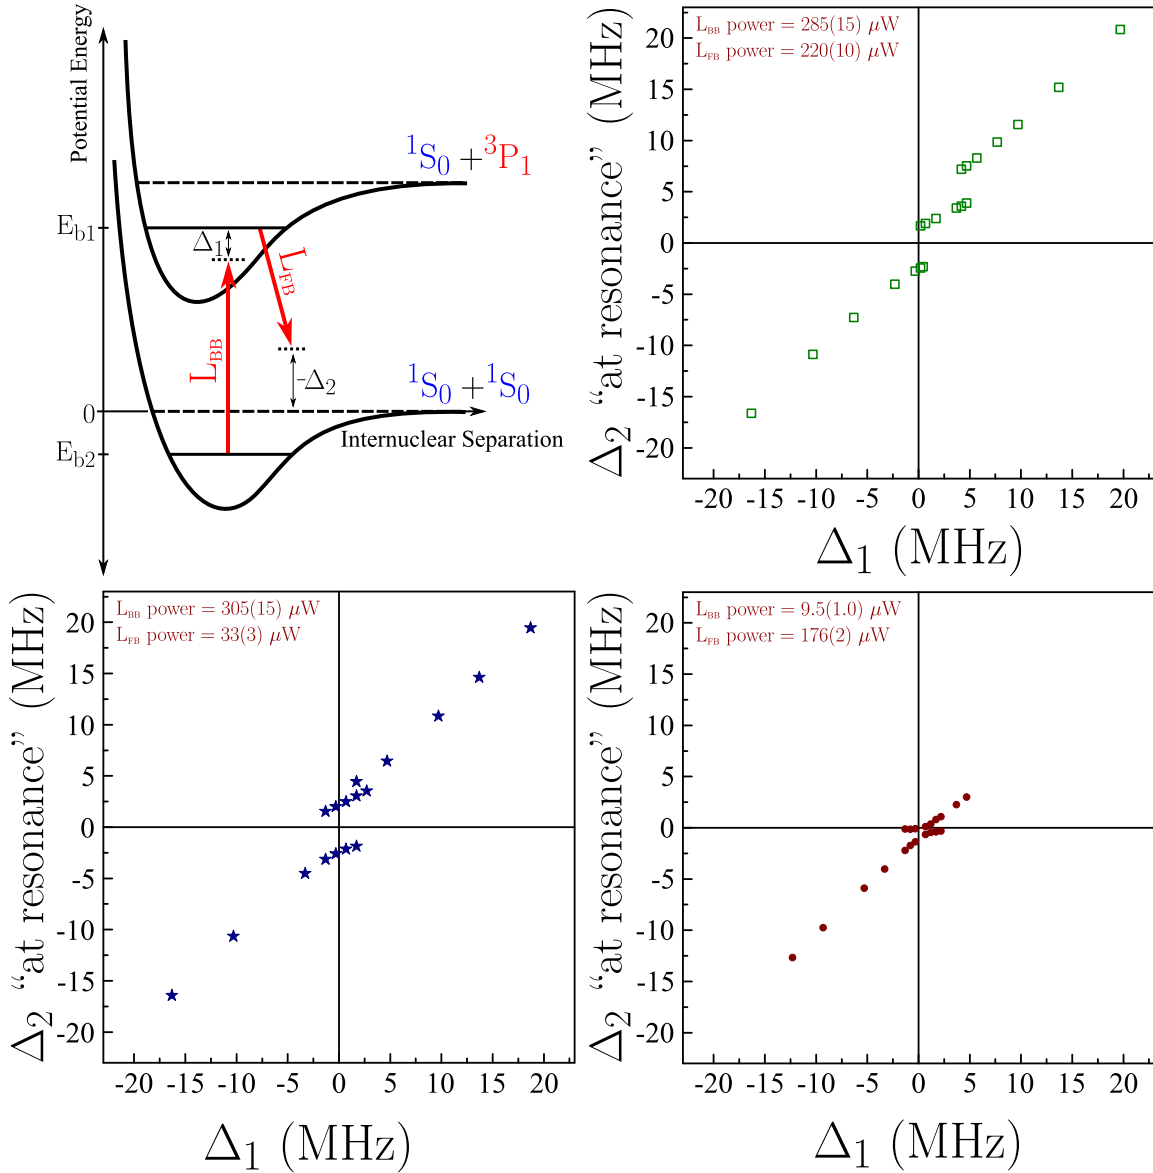 Potential Energy
¹S₀ + ³P₁
E_b1
Δ₁
L_FB
L_BB
-Δ₂
¹S₀ + ¹S₀
0
Internuclear Separation
E_b2
L_BB power = 285(15) μW
L_FB power = 220(10) μW
Δ₂ “at resonance” (MHz)
20
15
10
5
0
-5
-10
-15
-20
-20 -15 -10 -5 0 5 10 15 20
Δ₁ (MHz)
L_BB power = 305(15) μW
L_FB power = 33(3) μW
Δ₂ “at resonance” (MHz)
20
15
10
5
0
-5
-10
-15
-20
-20 -15 -10 -5 0 5 10 15 20
Δ₁ (MHz)
L_BB power = 9.5(1.0) μW
L_FB power = 176(2) μW
Δ₂ “at resonance” (MHz)
20
15
10
5
0
-5
-10
-15
-20
-20 -15 -10 -5 0 5 10 15 20
Δ₁ (MHz)